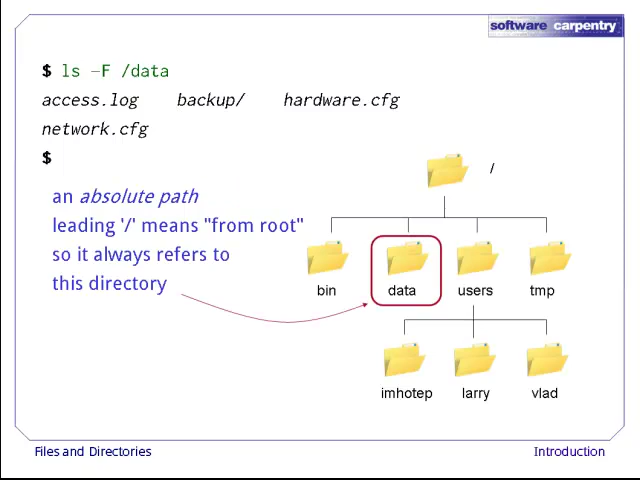 software carpentry
$ ls –F /data
access.log backup/ hardware.cfg
network.cfg
$
/
an absolute path
leading '/' means "from root"
so it always refers to
this directory
bin data users tmp
imhotep larry vlad
Files and Directories Introduction